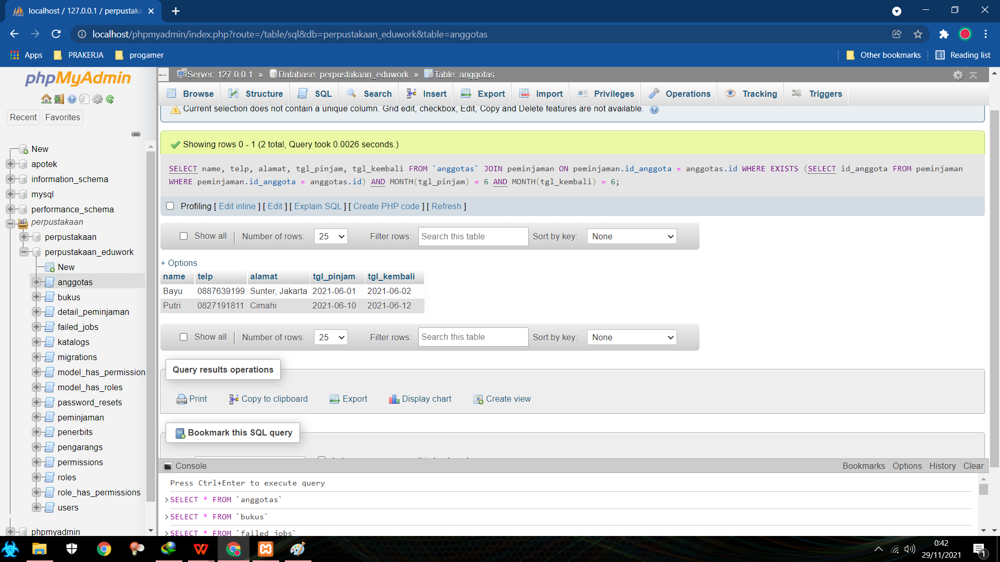 localhost / 127.0.0.1 / perpustaka
localhost/phpmyadmin/index.php?route=/table/sql&db=perpustakaan_eduwork&table=anggotas
Apps
PRAKERJA
progamer
Other bookmarks
Reading list
phpMyAdmin
Recent
Favorites
New
apotek
information_schema
mysql
performance_schema
perpustakaan
perpustakaan
perpustakaan_eduwork
New
anggotas
bukus
detail_peminjaman
failed_jobs
katalogs
migrations
model_has_permission
model_has_roles
password_resets
peminjaman
penerbits
pengarangs
permissions
roles
role_has_permissions
users
phpmyadmin
Server: 127.0.0.1 » Database: perpustakaan_eduwork » Table: anggotas
Browse Structure SQL Search Insert Export Import Privileges Operations Tracking Triggers
Current selection does not contain a unique column. Grid edit, checkbox, Edit, Copy and Delete features are not available.
Showing rows 0 - 1 (2 total, Query took 0.0026 seconds.)
SELECT name, telp, alamat, tgl_pinjam, tgl_kembali FROM `anggotas` JOIN peminjaman ON peminjaman.id_anggota = anggotas.id WHERE EXISTS (SELECT id_anggota FROM peminjaman
WHERE peminjaman.id_anggota = anggotas.id) AND MONTH(tgl_pinjam) = 6 AND MONTH(tgl_kembali) = 6;
Profiling [ Edit inline ] [ Edit ] [ Explain SQL ] [ Create PHP code ] [ Refresh ]
Show all Number of rows: 25 Filter rows: Search this table Sort by key: None
+ Options
name telp alamat tgl_pinjam tgl_kembali
Bayu 0887639199 Sunter, Jakarta 2021-06-01 2021-06-02
Putri 0827191811 Cimahi 2021-06-10 2021-06-12
Show all Number of rows: 25 Filter rows: Search this table Sort by key: None
Query results operations
Print Copy to clipboard Export Display chart Create view
Bookmark this SQL query
Console
Bookmarks Options History Clear
Press Ctrl+Enter to execute query
>SELECT * FROM `anggotas`
>SELECT * FROM `bukus`
>SELECT * FROM `failed_jobs`
0:42
29/11/2021
1